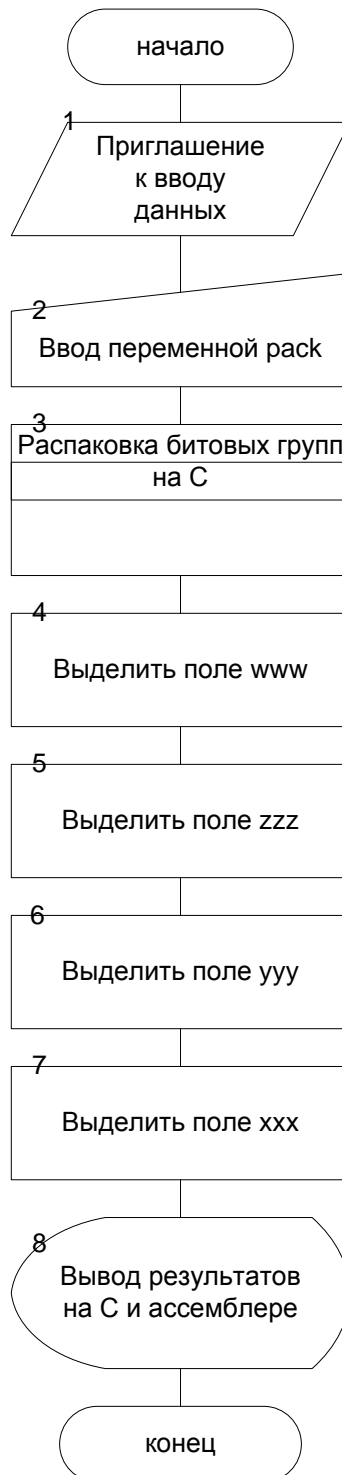 начало
1
Приглашение
к вводу
данных
2
Ввод переменной pack
3
Распаковка битовых групп
на С
4
Выделить поле www
5
Выделить поле zzz
6
Выделить поле yyy
7
Выделить поле xxx
8
Вывод результатов
на С и ассемблере
конец